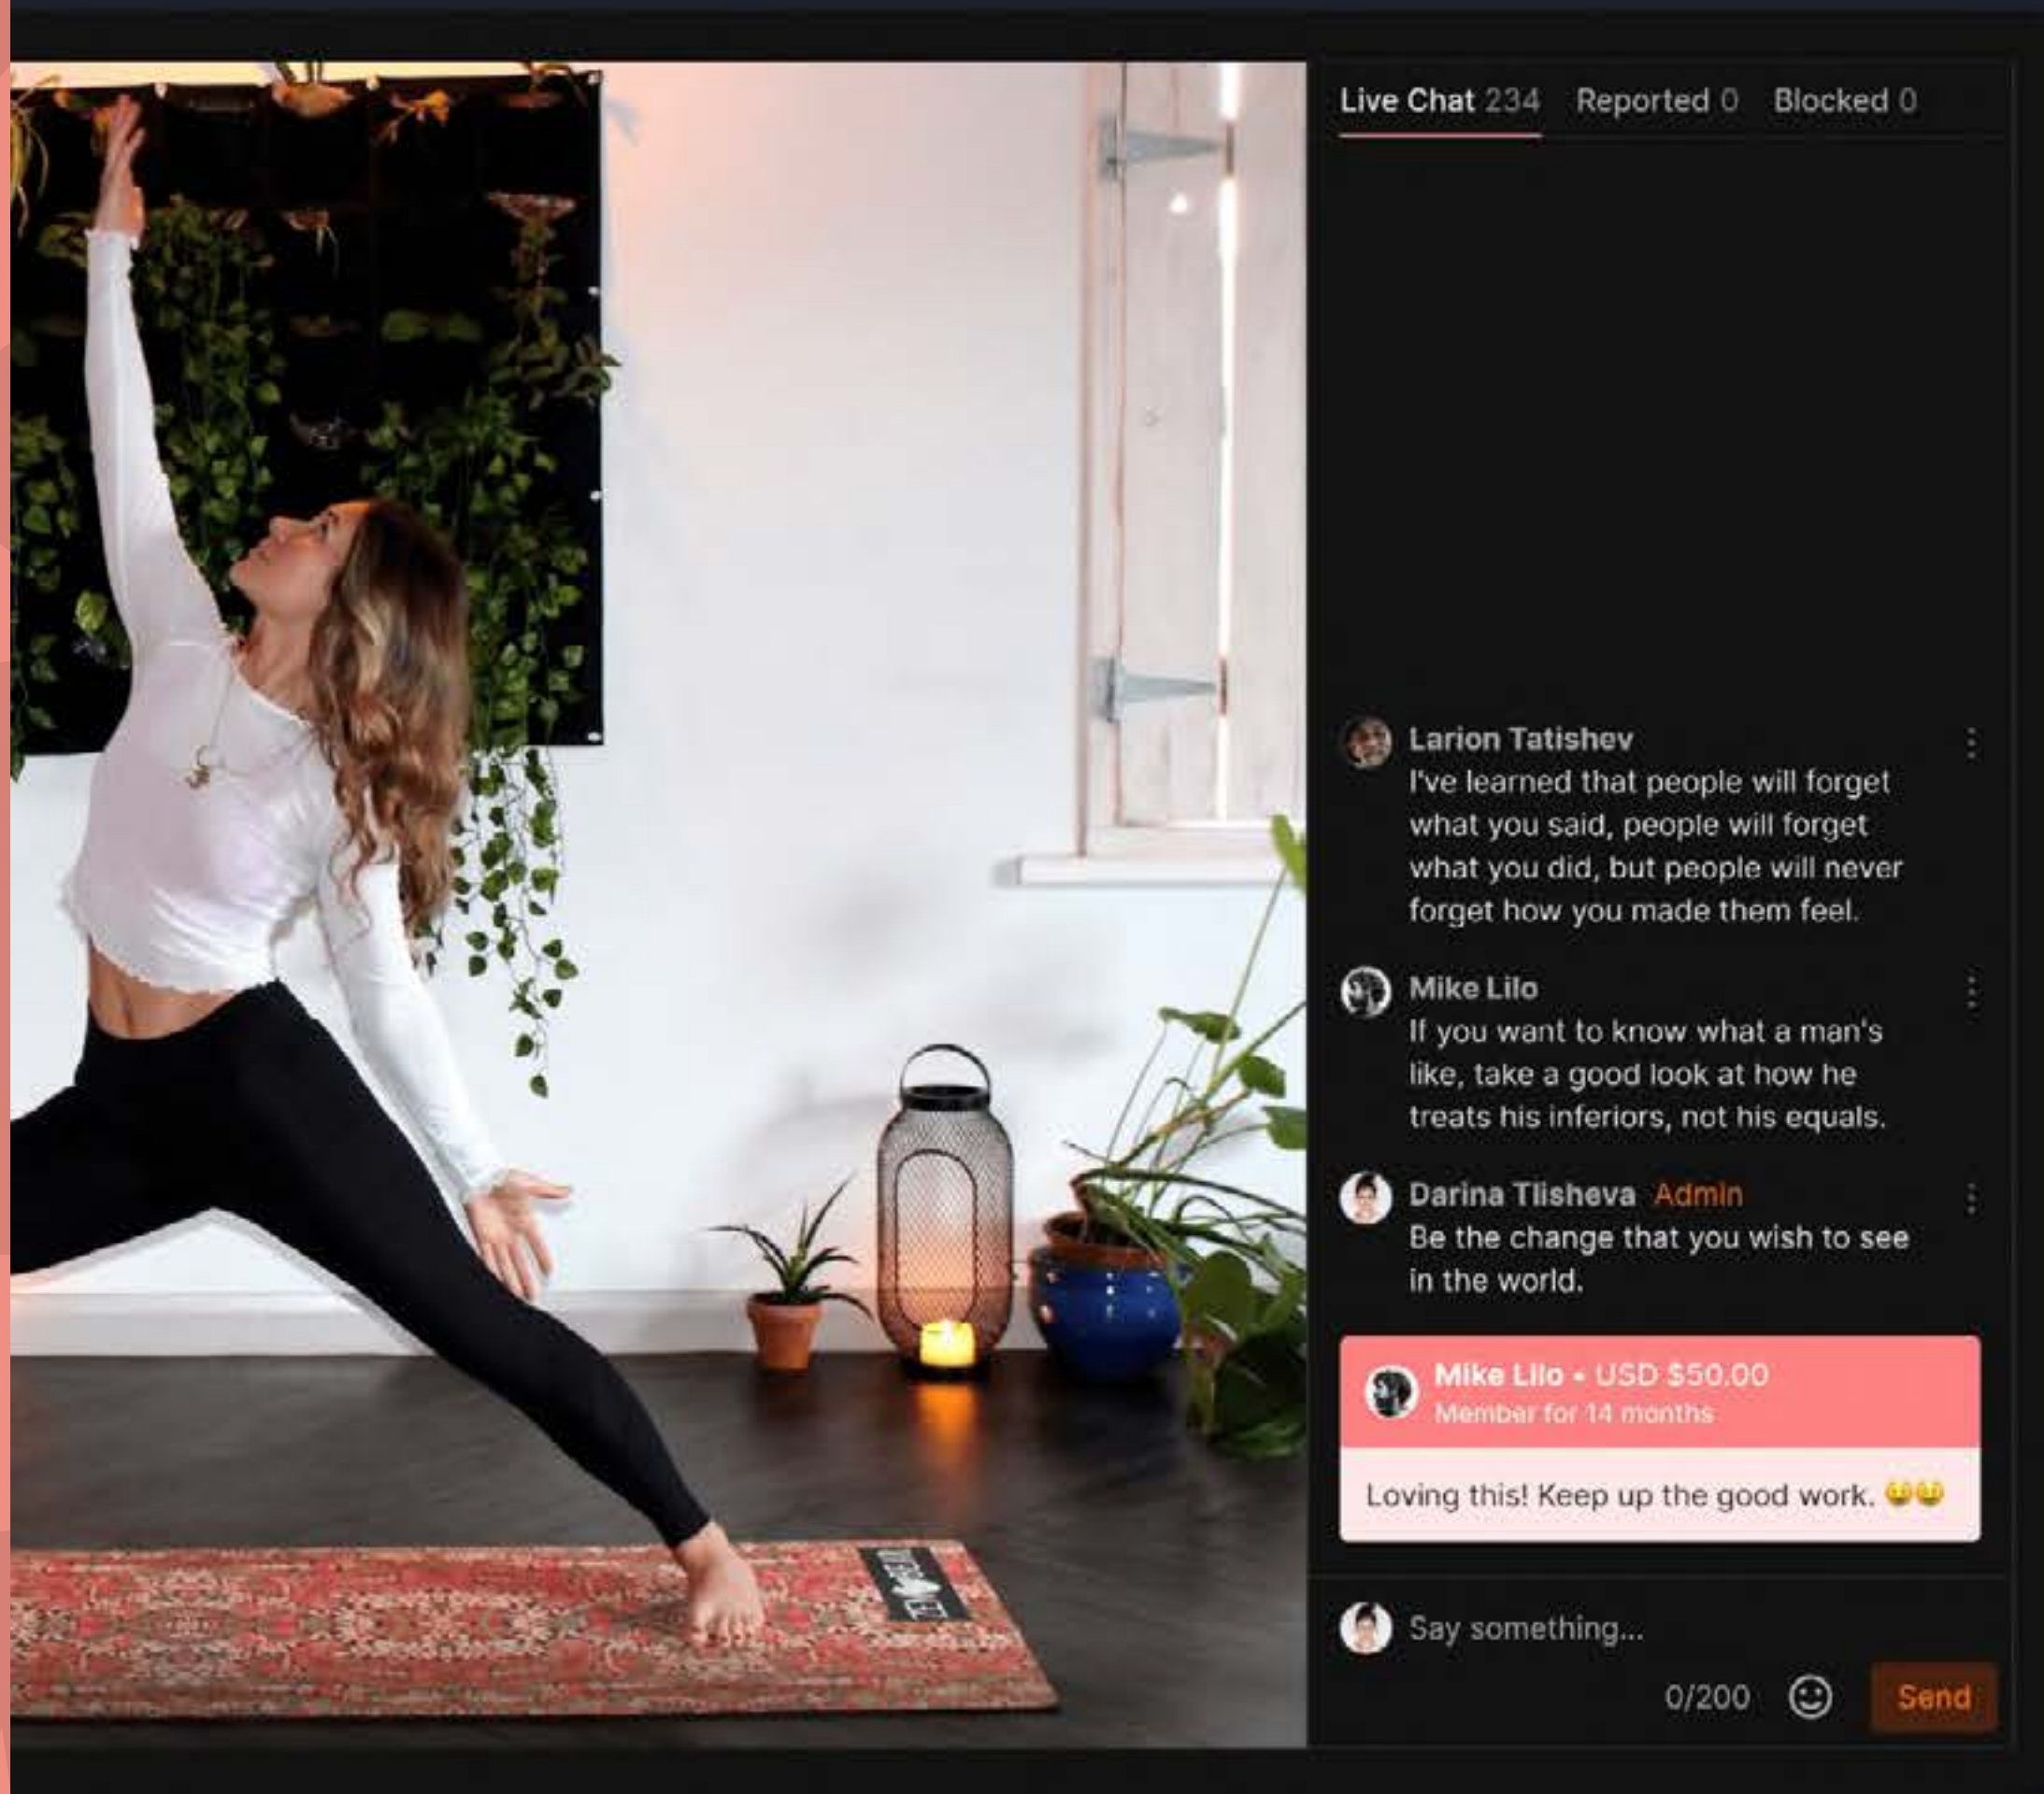 Live Chat 234 Reported 0 Blocked 0
Larion Tatishev
I've learned that people will forget
what you said, people will forget
what you did, but people will never
forget how you made them feel.
Mike Lilo
If you want to know what a man's
like, take a good look at how he
treats his inferiors, not his equals.
Darina Tlisheva Admin
Be the change that you wish to see
in the world.
Mike Lilo • USD $50.00
Member for 14 months
Loving this! Keep up the good work. 🤑🤑
Say something...
0/200 Send